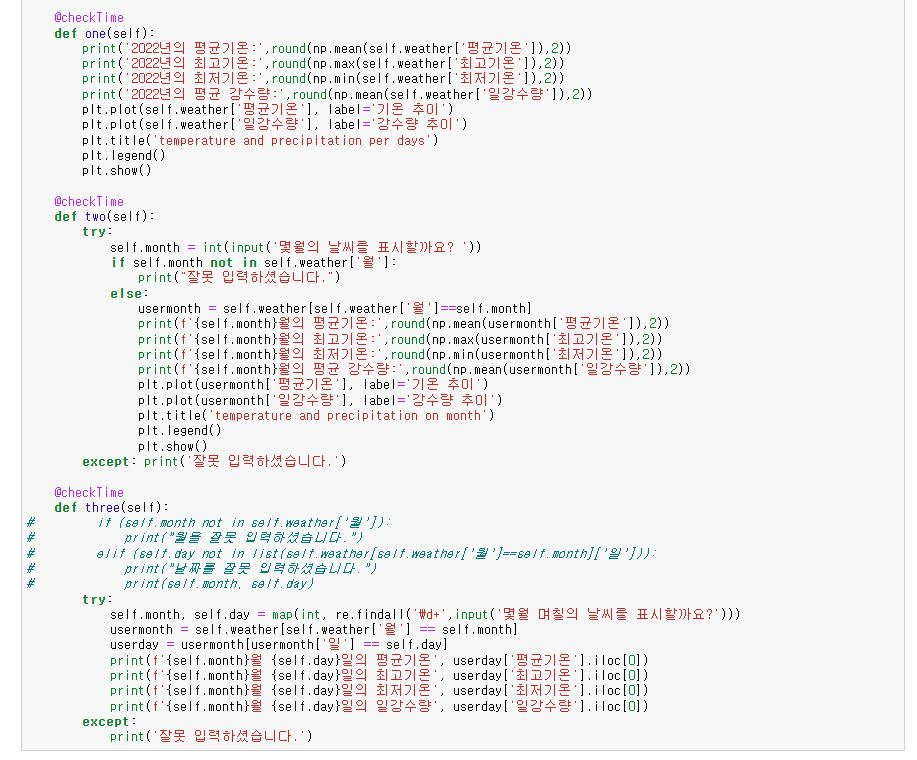 @checkTime
def one(self):
print('2022년의 평균기온:',round(np.mean(self.weather['평균기온']),2))
print('2022년의 최고기온:',round(np.max(self.weather['최고기온']),2))
print('2022년의 최저기온:',round(np.min(self.weather['최저기온']),2))
print('2022년의 평균 강수량:',round(np.mean(self.weather['일강수량']),2))
plt.plot(self.weather['평균기온'], label='기온 추이')
plt.plot(self.weather['일강수량'], label='강수량 추이')
plt.title('temperature and precipitation per days')
plt.legend()
plt.show()
@checkTime
def two(self):
try:
self.month = int(input('몇월의 날씨를 표시할까요? '))
if self.month not in self.weather['월']:
print("잘못 입력하셨습니다.")
else:
usermonth = self.weather[self.weather['월']==self.month]
print(f'{self.month}월의 평균기온:',round(np.mean(usermonth['평균기온']),2))
print(f'{self.month}월의 최고기온:',round(np.max(usermonth['최고기온']),2))
print(f'{self.month}월의 최저기온:',round(np.min(usermonth['최저기온']),2))
print(f'{self.month}월의 평균 강수량:',round(np.mean(usermonth['일강수량']),2))
plt.plot(usermonth['평균기온'], label='기온 추이')
plt.plot(usermonth['일강수량'], label='강수량 추이')
plt.title('temperature and precipitation on month')
plt.legend()
plt.show()
except: print('잘못 입력하셨습니다.')
@checkTime
def three(self):
# if (self.month not in self.weather['월']):
# print("월을 잘못 입력하셨습니다.")
# elif (self.day not in list(self.weather[self.weather['월']==self.month]['일'])):
# print("날짜를 잘못 입력하셨습니다.")
# print(self.month, self.day)
try:
self.month, self.day = map(int, re.findall('₩d+',input('몇월 며칠의 날씨를 표시할까요?')))
usermonth = self.weather[self.weather['월'] == self.month]
userday = usermonth[usermonth['일'] == self.day]
print(f'{self.month}월 {self.day}일의 평균기온', userday['평균기온'].iloc[0])
print(f'{self.month}월 {self.day}일의 최고기온', userday['최고기온'].iloc[0])
print(f'{self.month}월 {self.day}일의 최저기온', userday['최저기온'].iloc[0])
print(f'{self.month}월 {self.day}일의 일강수량', userday['일강수량'].iloc[0])
except:
print('잘못 입력하셨습니다.')